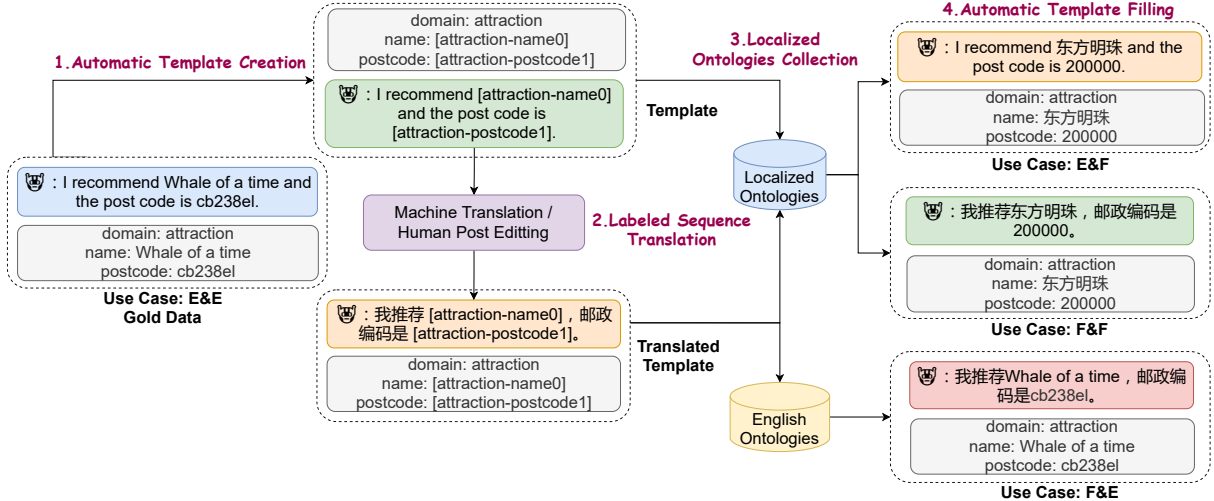 1.Automatic Template Creation
: I recommend Whale of a time and
the post code is cb238el.
domain: attraction
name: Whale of a time
postcode: cb238el
Use Case: E&E
Gold Data
domain: attraction
name: [attraction-name0]
postcode: [attraction-postcode1]
: I recommend [attraction-name0]
and the post code is
[attraction-postcode1].
Template
Machine Translation /
Human Post Editting
2.Labeled Sequence
Translation
: 我推荐 [attraction-name0]，邮政
编码是 [attraction-postcode1]。
domain: attraction
name: [attraction-name0]
postcode: [attraction-postcode1]
Translated
Template
3.Localized
Ontologies Collection
Localized
Ontologies
English
Ontologies
4.Automatic Template Filling
: I recommend 东方明珠 and the
post code is 200000.
domain: attraction
name: 东方明珠
postcode: 200000
Use Case: E&F
: 我推荐东方明珠，邮政编码是
200000。
domain: attraction
name: 东方明珠
postcode: 200000
Use Case: F&F
: 我推荐Whale of a time，邮政编
码是cb238el。
domain: attraction
name: Whale of a time
postcode: cb238el
Use Case: F&E